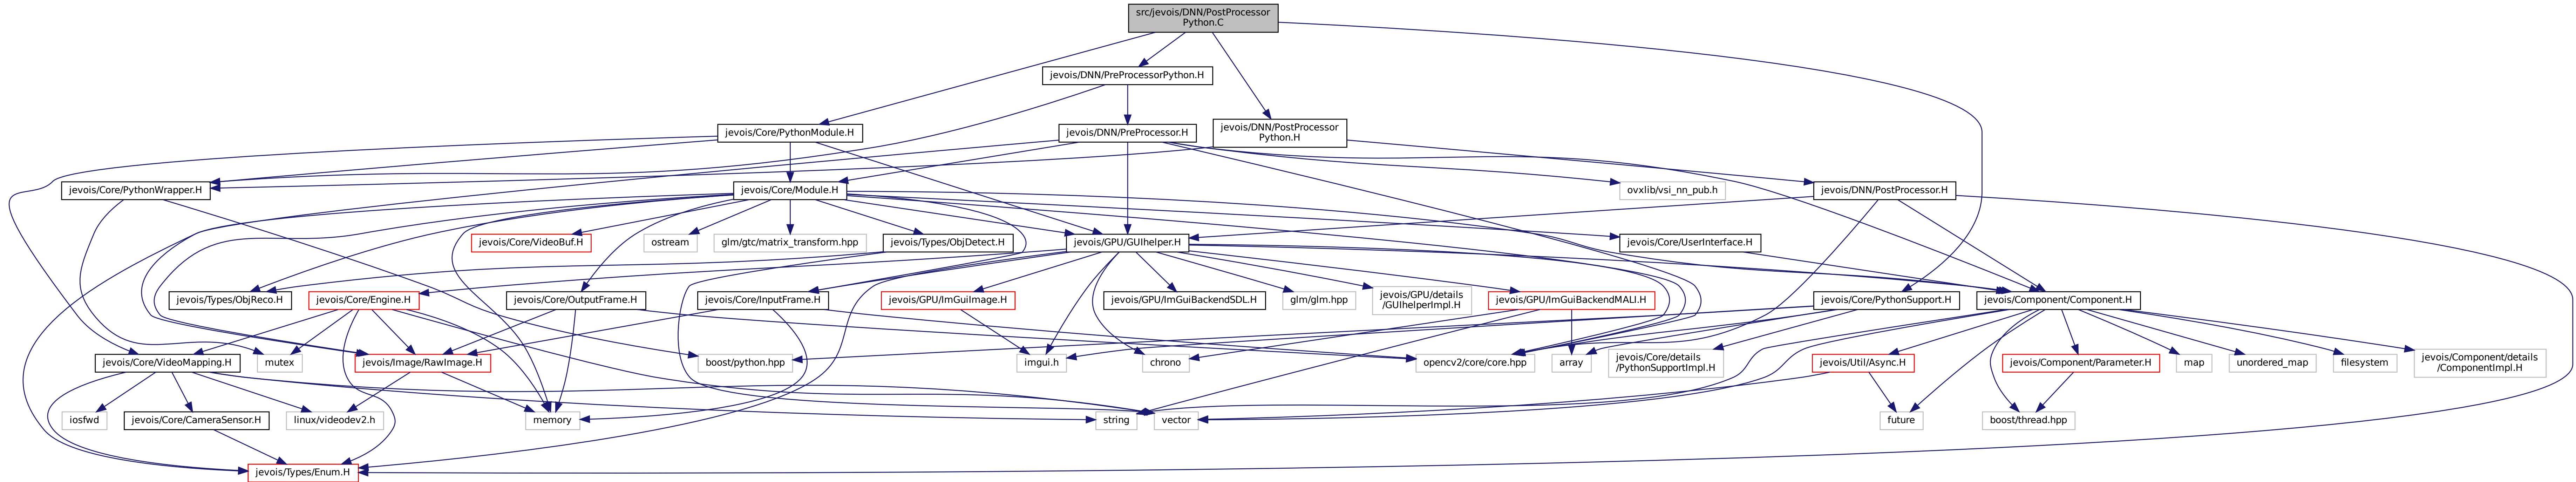 src/jevois/DNN/PostProcessor
Python.C
jevois/DNN/PreProcessorPython.H
jevois/Core/PythonModule.H
jevois/DNN/PreProcessor.H
jevois/DNN/PostProcessor
Python.H
jevois/Core/PythonWrapper.H
jevois/Core/Module.H
ovxlib/vsi_nn_pub.h
jevois/DNN/PostProcessor.H
jevois/Core/VideoBuf.H
ostream
glm/gtc/matrix_transform.hpp
jevois/Types/ObjDetect.H
jevois/GPU/GUIhelper.H
jevois/Core/UserInterface.H
jevois/Types/ObjReco.H
jevois/Core/Engine.H
jevois/Core/OutputFrame.H
jevois/Core/InputFrame.H
jevois/GPU/ImGuiImage.H
jevois/GPU/ImGuiBackendSDL.H
glm/glm.hpp
jevois/GPU/details
/GUIhelperImpl.H
jevois/GPU/ImGuiBackendMALI.H
jevois/Core/PythonSupport.H
jevois/Component/Component.H
jevois/Core/VideoMapping.H
mutex
jevois/Image/RawImage.H
boost/python.hpp
imgui.h
chrono
opencv2/core/core.hpp
array
jevois/Core/details
/PythonSupportImpl.H
jevois/Util/Async.H
jevois/Component/Parameter.H
map
unordered_map
filesystem
jevois/Component/details
/ComponentImpl.H
iosfwd
jevois/Core/CameraSensor.H
linux/videodev2.h
memory
string
vector
future
boost/thread.hpp
jevois/Types/Enum.H